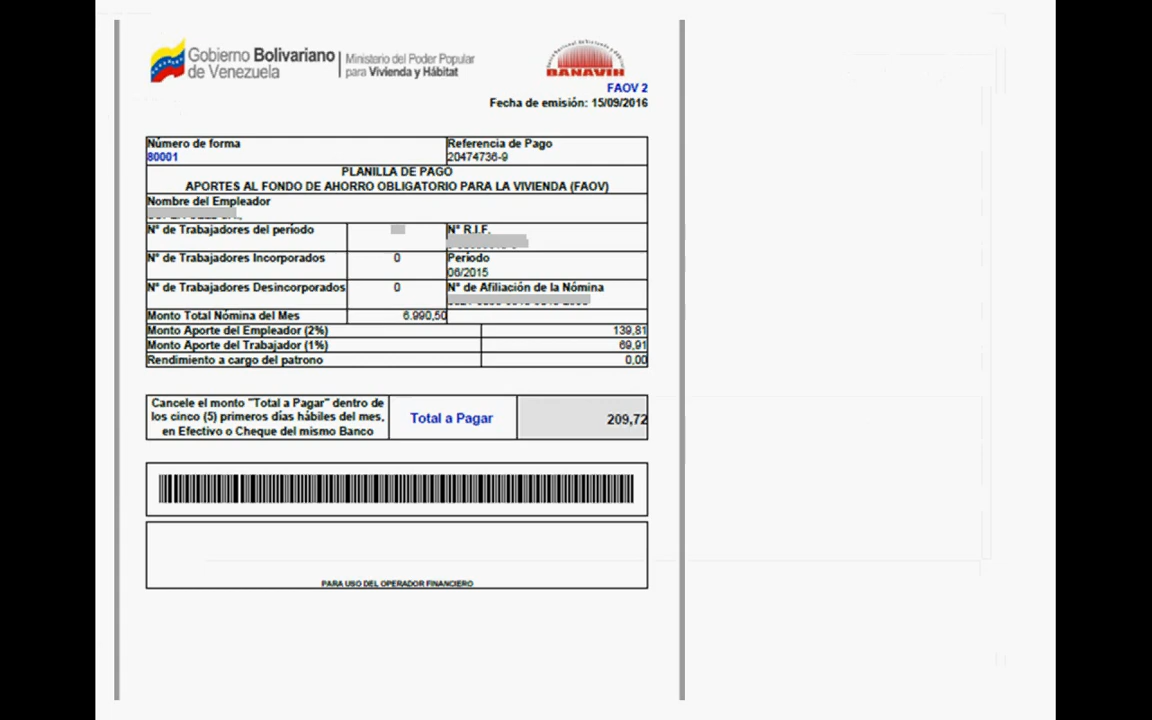 Gobierno Bolivariano de Venezuela
Ministerio del Poder Popular para Vivienda y Hábitat
BANAVIH
FAOV 2
Fecha de emisión: 15/09/2016
Número de forma
80001
Referencia de Pago
20474736-9
PLANILLA DE PAGO
APORTES AL FONDO DE AHORRO OBLIGATORIO PARA LA VIVIENDA (FAOV)
Nombre del Empleador
N° de Trabajadores del período
N° R.I.F.
N° de Trabajadores Incorporados 0
Período
06/2015
N° de Trabajadores Desincorporados 0
N° de Afiliación de la Nómina
Monto Total Nómina del Mes 6.990,50
Monto Aporte del Empleador (2%) 139,81
Monto Aporte del Trabajador (1%) 69,91
Rendimiento a cargo del patrono 0,00
Cancele el monto "Total a Pagar" dentro de
los cinco (5) primeros días hábiles del mes,
en Efectivo o Cheque del mismo Banco
Total a Pagar
209,72
PARA USO DEL OPERADOR FINANCIERO